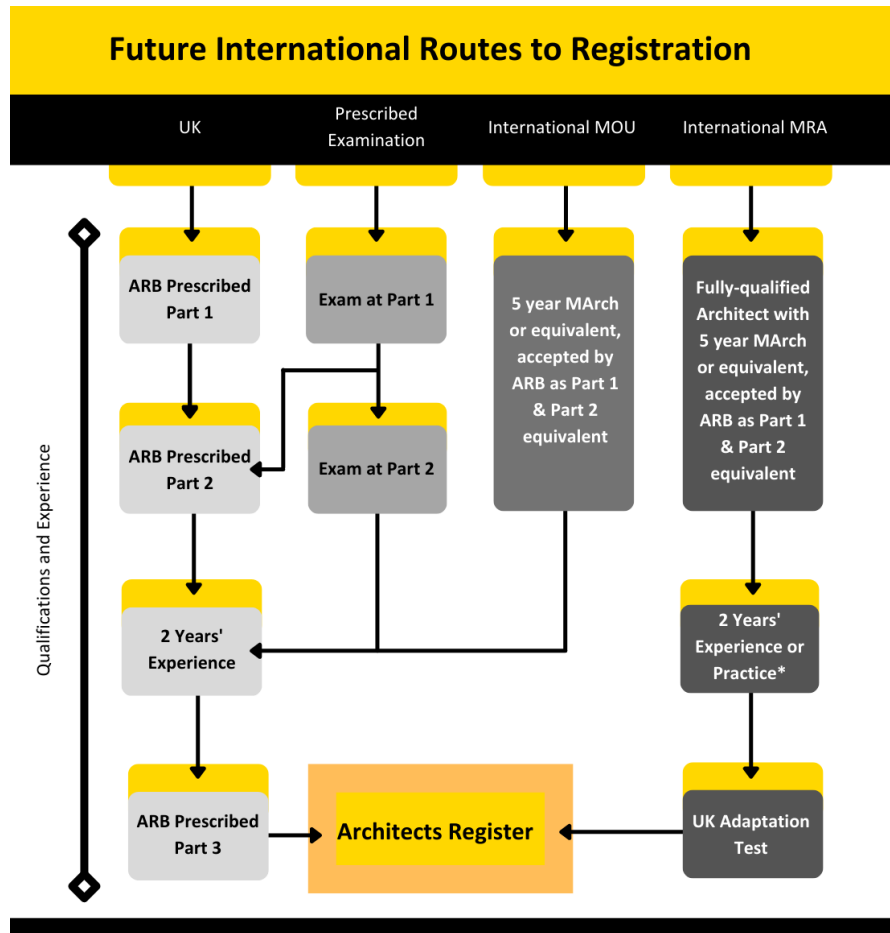 Future International Routes to Registration
UK
Prescribed
Examination
International MOU
International MRA
Qualifications and Experience
ARB Prescribed
Part 1
Exam at Part 1
5 year MArch
or equivalent,
accepted by
ARB as Part 1
& Part 2
equivalent
Fully-qualified
Architect with
5 year MArch
or equivalent,
accepted by
ARB as Part 1
& Part 2
equivalent
ARB Prescribed
Part 2
Exam at Part 2
2 Years'
Experience
2 Years'
Experience or
Practice*
ARB Prescribed
Part 3
Architects Register
UK Adaptation
Test